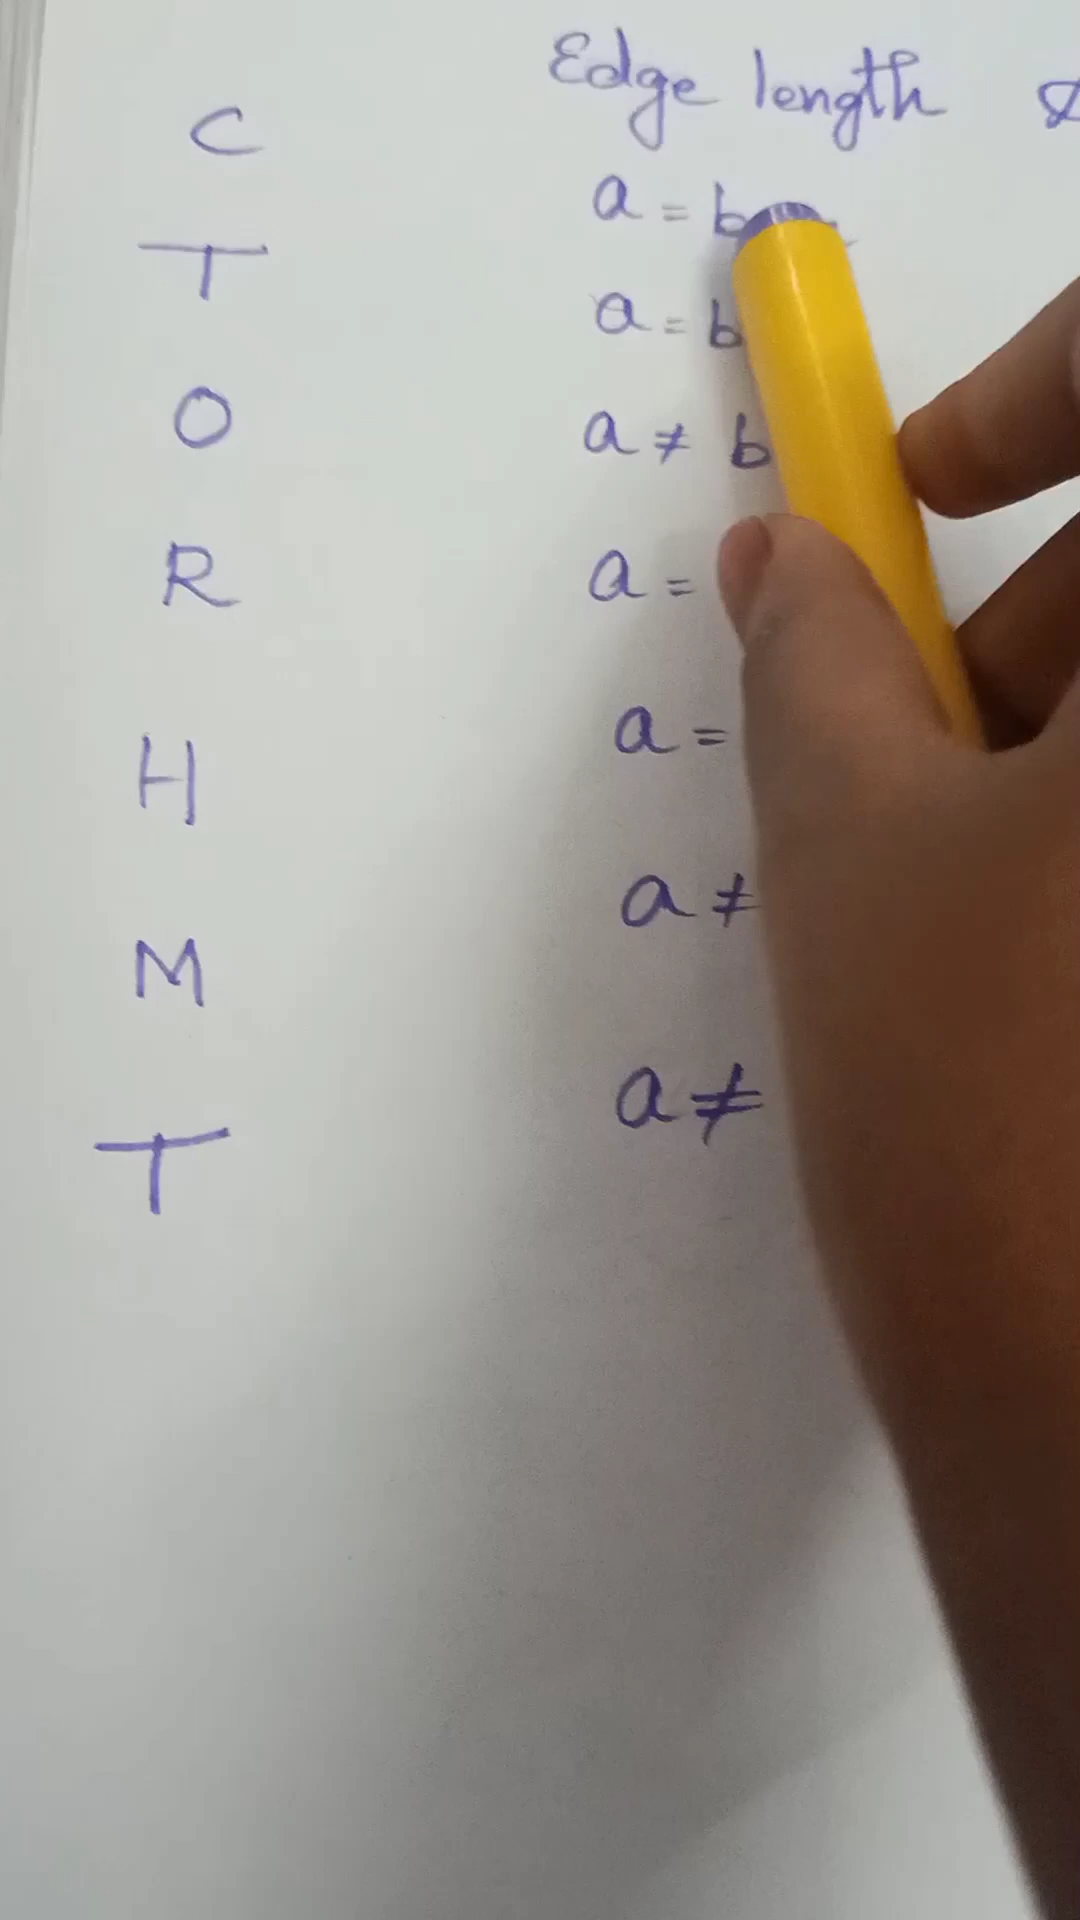 Edge length
C a = b
T a = b
O a ≠ b
R a =
H a =
M a ≠
T a ≠